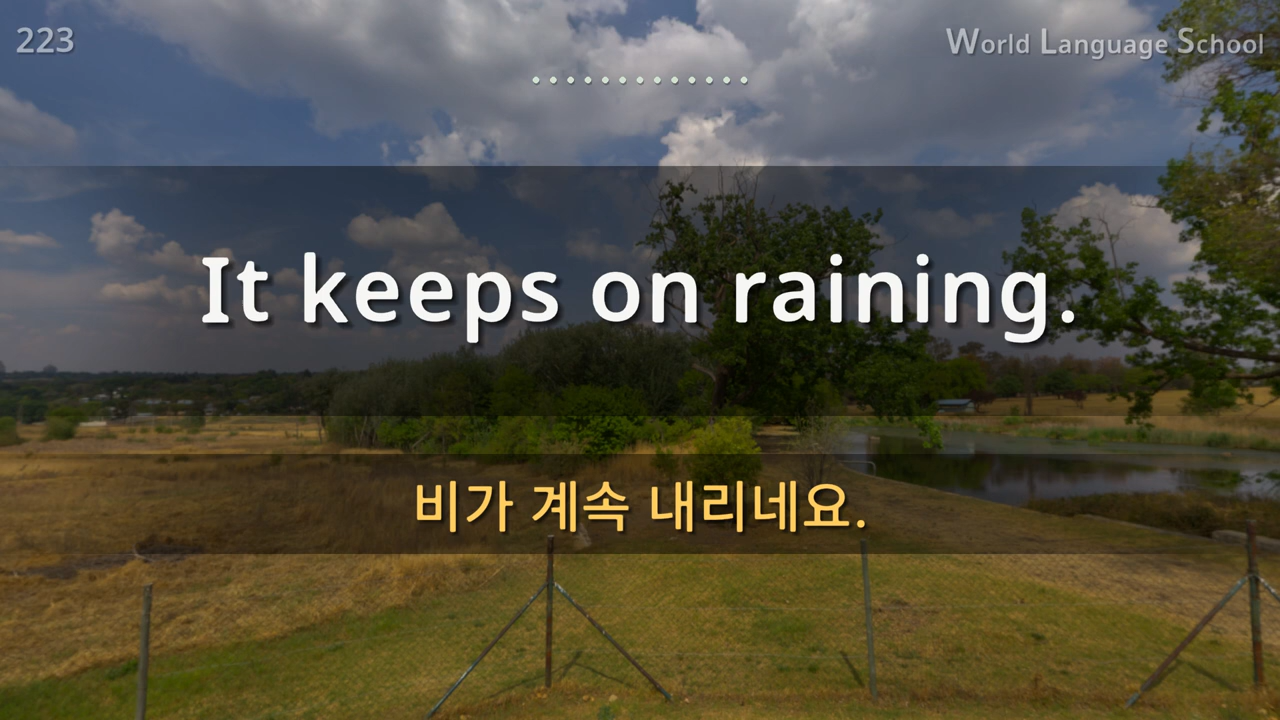 223
World Language School
It keeps on raining.
비가 계속 내리네요.